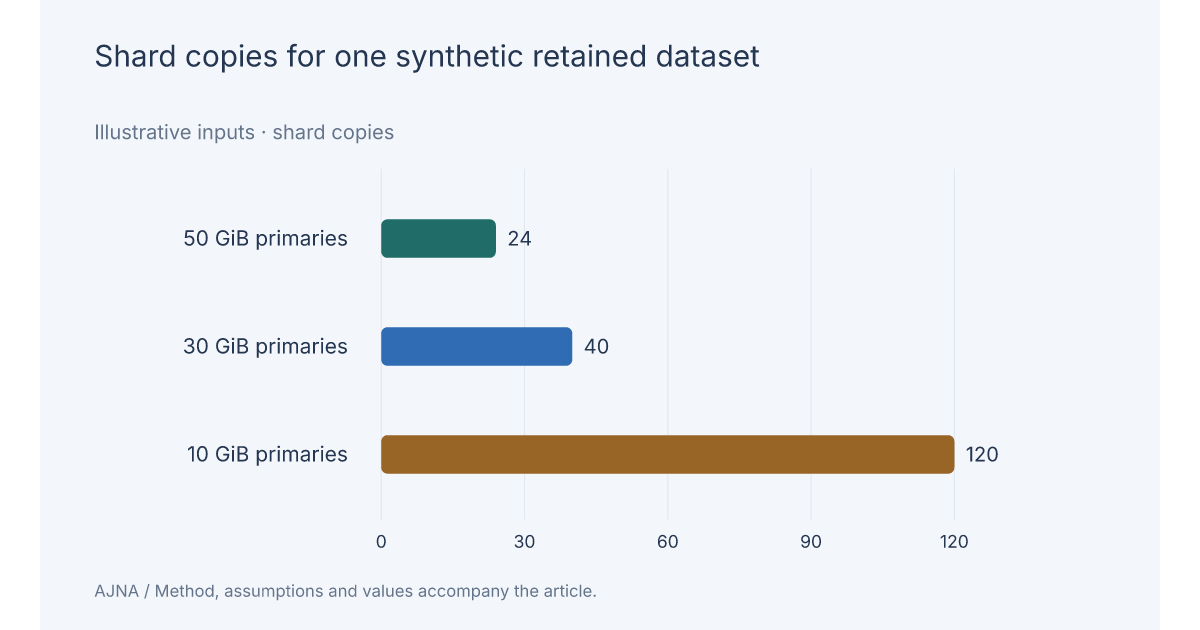 Shard copies for one synthetic retained dataset
Illustrative inputs · shard copies
50 GiB primaries 24
30 GiB primaries 40
10 GiB primaries 120
0 30 60 90 120
AJNA / Method, assumptions and values accompany the article.